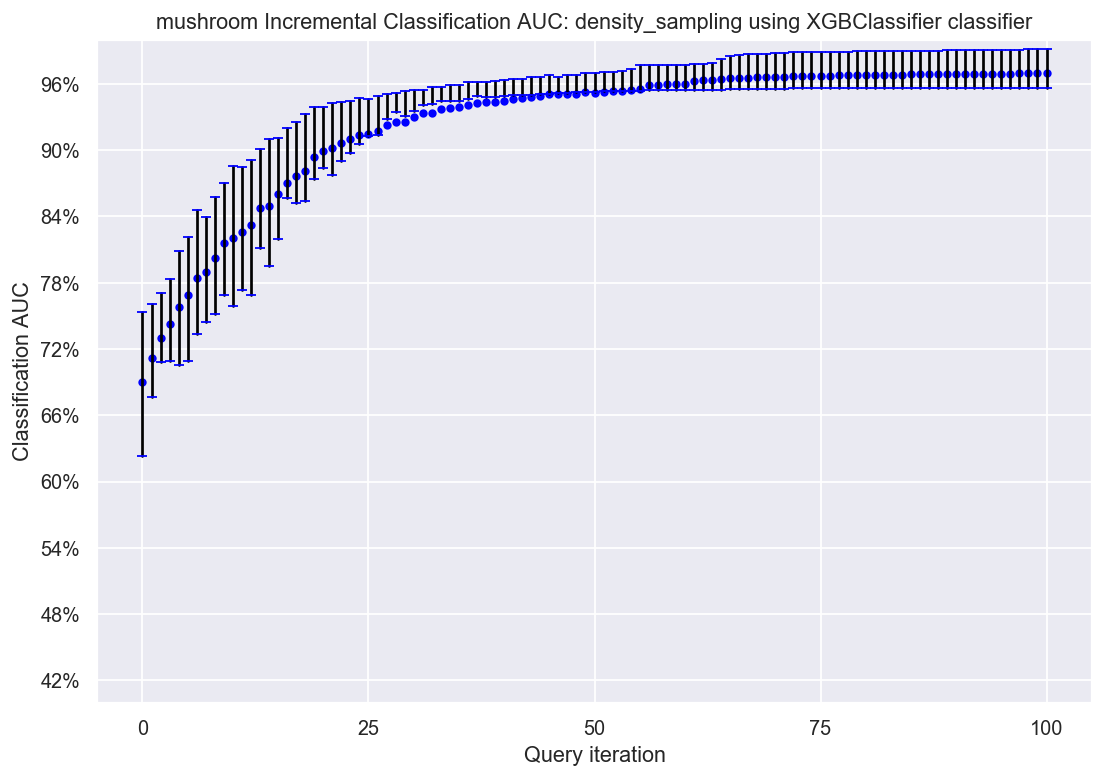 mushroom Incremental Classification AUC: density_sampling using XGBClassifier classifier
Classification AUC
96%
90%
84%
78%
72%
66%
60%
54%
48%
42%
0 25 50 75 100
Query iteration